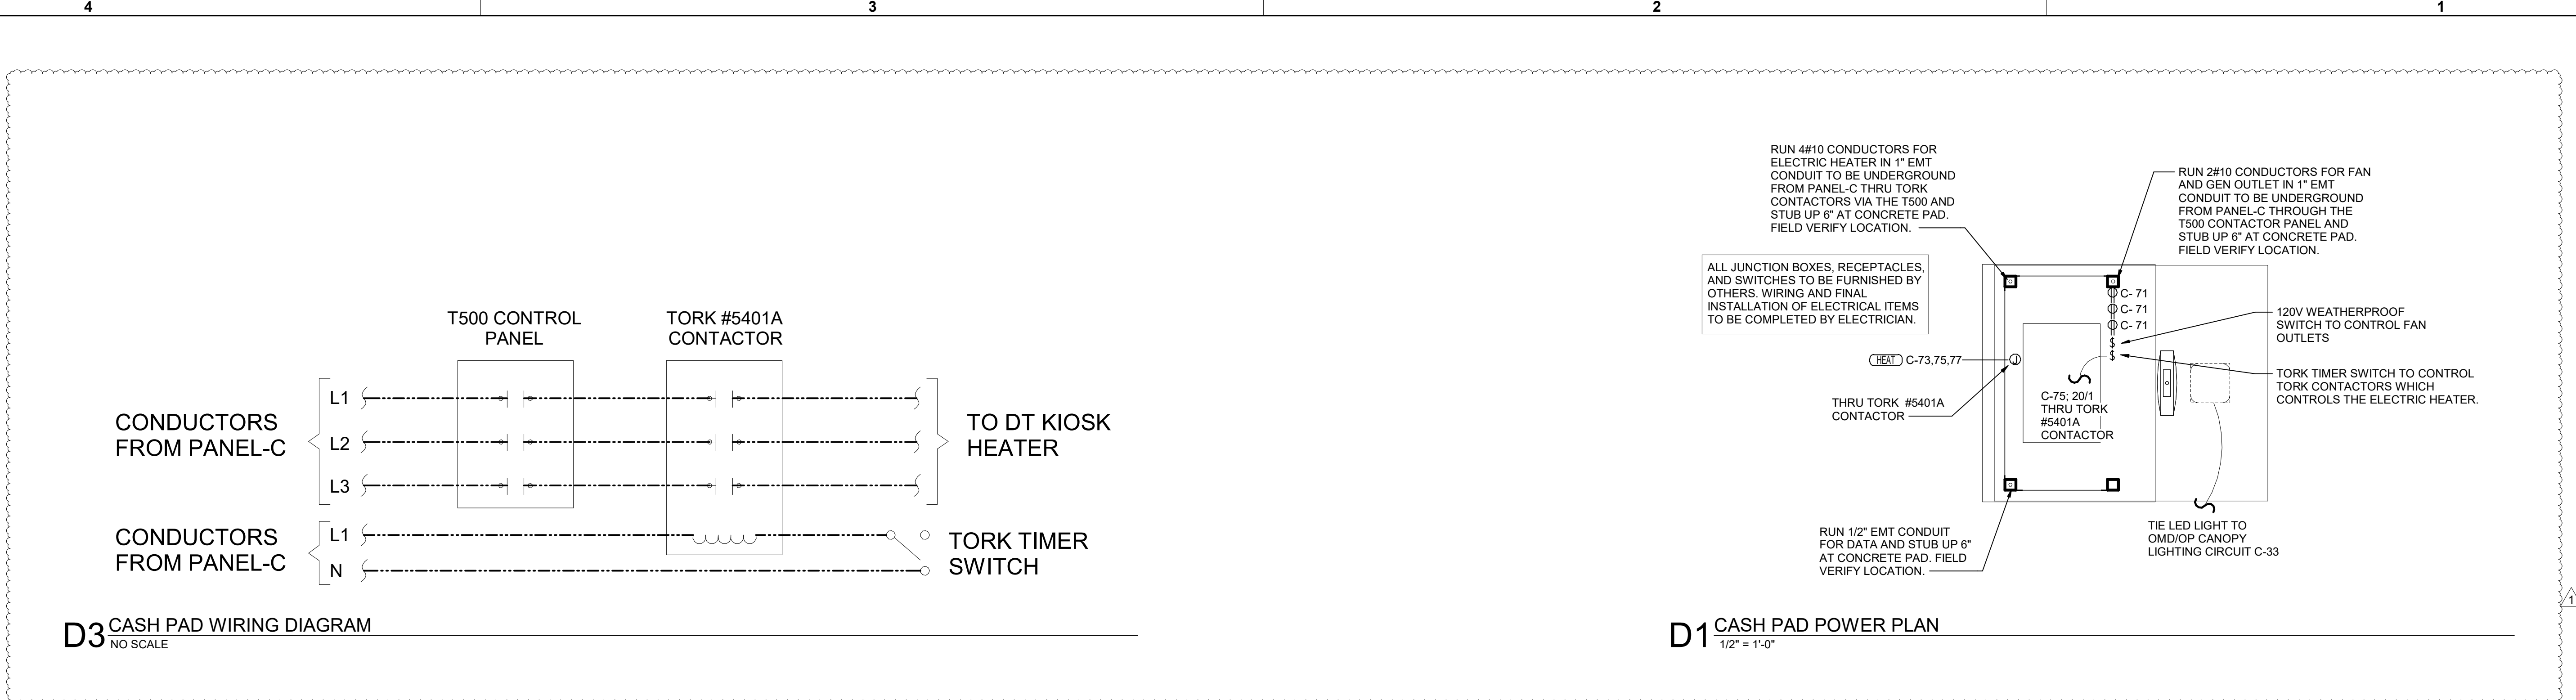 4
3
2
1
T500 CONTROL
PANEL
TORK #5401A
CONTACTOR
CONDUCTORS
FROM PANEL-C
L1
L2
L3
TO DT KIOSK
HEATER
CONDUCTORS
FROM PANEL-C
L1
N
TORK TIMER
SWITCH
D3
CASH PAD WIRING DIAGRAM
NO SCALE
RUN 4#10 CONDUCTORS FOR
ELECTRIC HEATER IN 1" EMT
CONDUIT TO BE UNDERGROUND
FROM PANEL-C THRU TORK
CONTACTORS VIA THE T500 AND
STUB UP 6" AT CONCRETE PAD.
FIELD VERIFY LOCATION.
RUN 2#10 CONDUCTORS FOR FAN
AND GEN OUTLET IN 1" EMT
CONDUIT TO BE UNDERGROUND
FROM PANEL-C THROUGH THE
T500 CONTACTOR PANEL AND
STUB UP 6" AT CONCRETE PAD.
FIELD VERIFY LOCATION.
ALL JUNCTION BOXES, RECEPTACLES,
AND SWITCHES TO BE FURNISHED BY
OTHERS. WIRING AND FINAL
INSTALLATION OF ELECTRICAL ITEMS
TO BE COMPLETED BY ELECTRICIAN.
C- 71
C- 71
C- 71
$
$
120V WEATHERPROOF
SWITCH TO CONTROL FAN
OUTLETS
HEAT C-73,75,77
J
TORK TIMER SWITCH TO CONTROL
TORK CONTACTORS WHICH
CONTROLS THE ELECTRIC HEATER.
THRU TORK #5401A
CONTACTOR
C-75; 20/1
THRU TORK
#5401A
CONTACTOR
RUN 1/2" EMT CONDUIT
FOR DATA AND STUB UP 6"
AT CONCRETE PAD. FIELD
VERIFY LOCATION.
TIE LED LIGHT TO
OMD/OP CANOPY
LIGHTING CIRCUIT C-33
1
D1
CASH PAD POWER PLAN
1/2" = 1'-0"